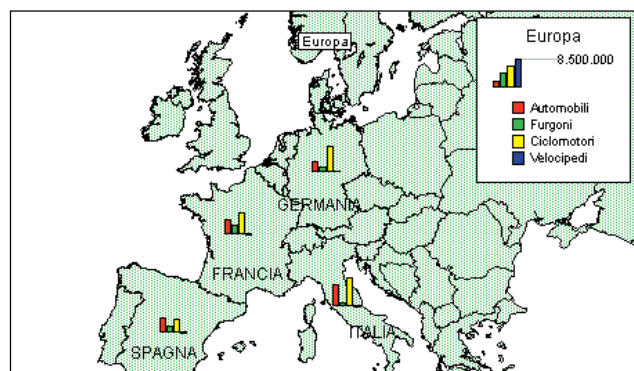 Europa
Europa
8.500.000
Automobili
Furgoni
Ciclomotori
Velocipedi
GERMANIA
FRANCIA
ITALIA
SPAGNA